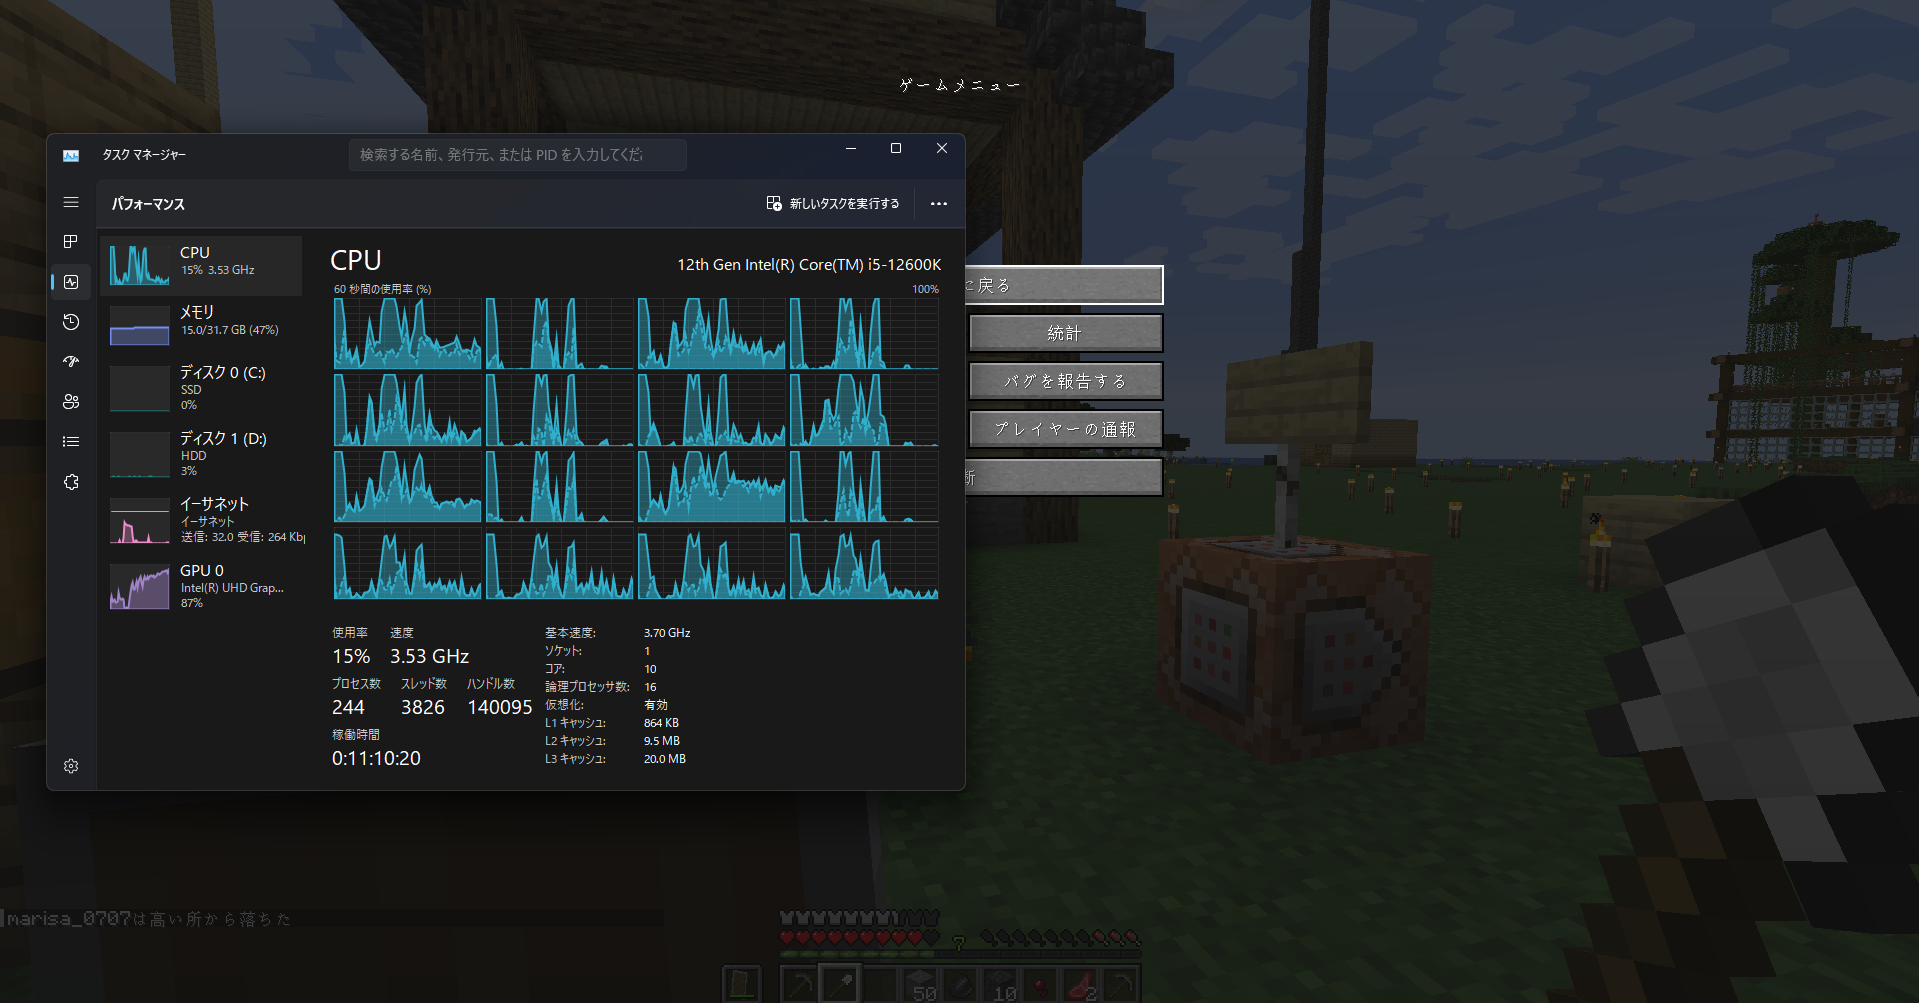 ゲームメニュー
タスク マネージャー
検索する名前、発行元、または PID を入力してくだ
パフォーマンス
新しいタスクを実行する
CPU
15% 3.53 GHz
メモリ
15.0/31.7 GB (47%)
ディスク 0 (C:)
SSD
0%
ディスク 1 (D:)
HDD
3%
イーサネット
イーサネット
送信: 32.0 受信: 264 Kbp
GPU 0
Intel(R) UHD Grap...
87%
CPU
12th Gen Intel(R) Core(TM) i5-12600K
60 秒間の使用率 (%)
100%
使用率 速度
15% 3.53 GHz
プロセス数 スレッド数 ハンドル数
244 3826 140095
稼働時間
0:11:10:20
基本速度: 3.70 GHz
ソケット: 1
コア: 10
論理プロセッサ数: 16
仮想化: 有効
L1 キャッシュ: 864 KB
L2 キャッシュ: 9.5 MB
L3 キャッシュ: 20.0 MB
に戻る
統計
バグを報告する
プレイヤーの通報
断
marisa_0707は高い所から落ちた
7
50
10
2